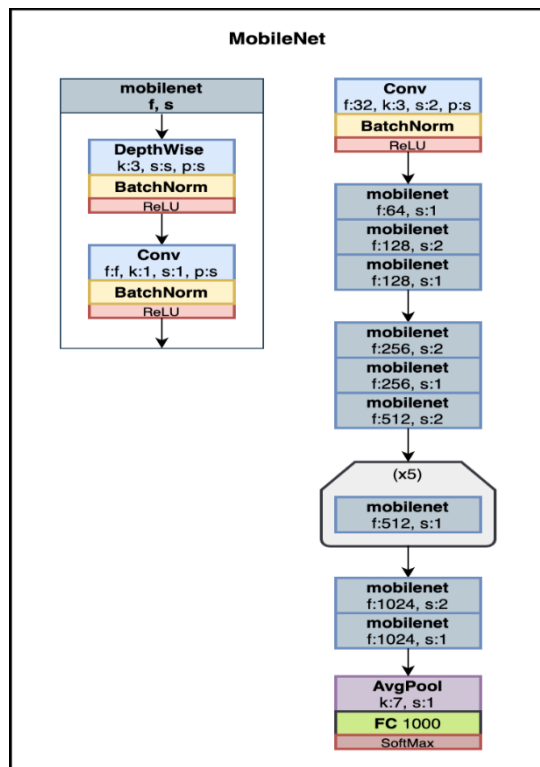 MobileNet
mobilenet
f, s
DepthWise
k:3, s:s, p:s
BatchNorm
ReLU
Conv
f:f, k:1, s:1, p:s
BatchNorm
ReLU
Conv
f:32, k:3, s:2, p:s
BatchNorm
ReLU
mobilenet
f:64, s:1
mobilenet
f:128, s:2
mobilenet
f:128, s:1
mobilenet
f:256, s:2
mobilenet
f:256, s:1
mobilenet
f:512, s:2
(x5)
mobilenet
f:512, s:1
mobilenet
f:1024, s:2
mobilenet
f:1024, s:1
AvgPool
k:7, s:1
FC 1000
SoftMax